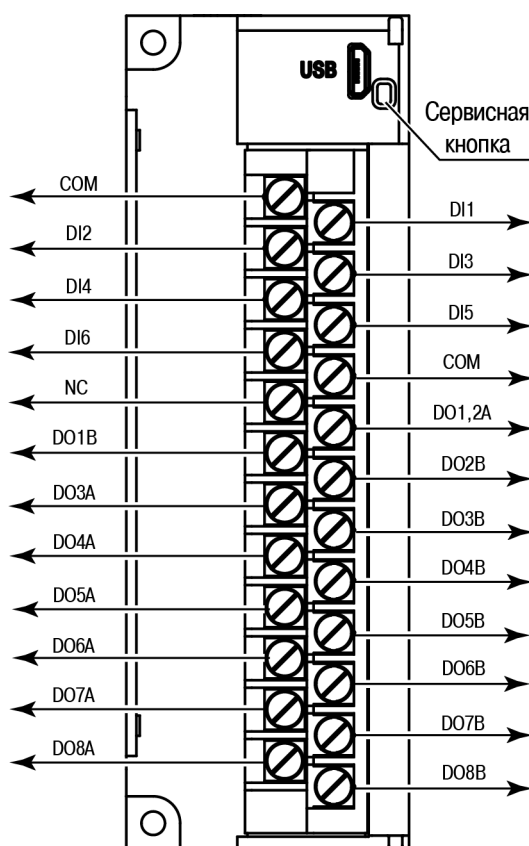 USB
Сервисная
кнопка
COM
DI1
DI2
DI3
DI4
DI5
DI6
COM
NC
DO1,2A
DO1B
DO2B
DO3A
DO3B
DO4A
DO4B
DO5A
DO5B
DO6A
DO6B
DO7A
DO7B
DO8A
DO8B